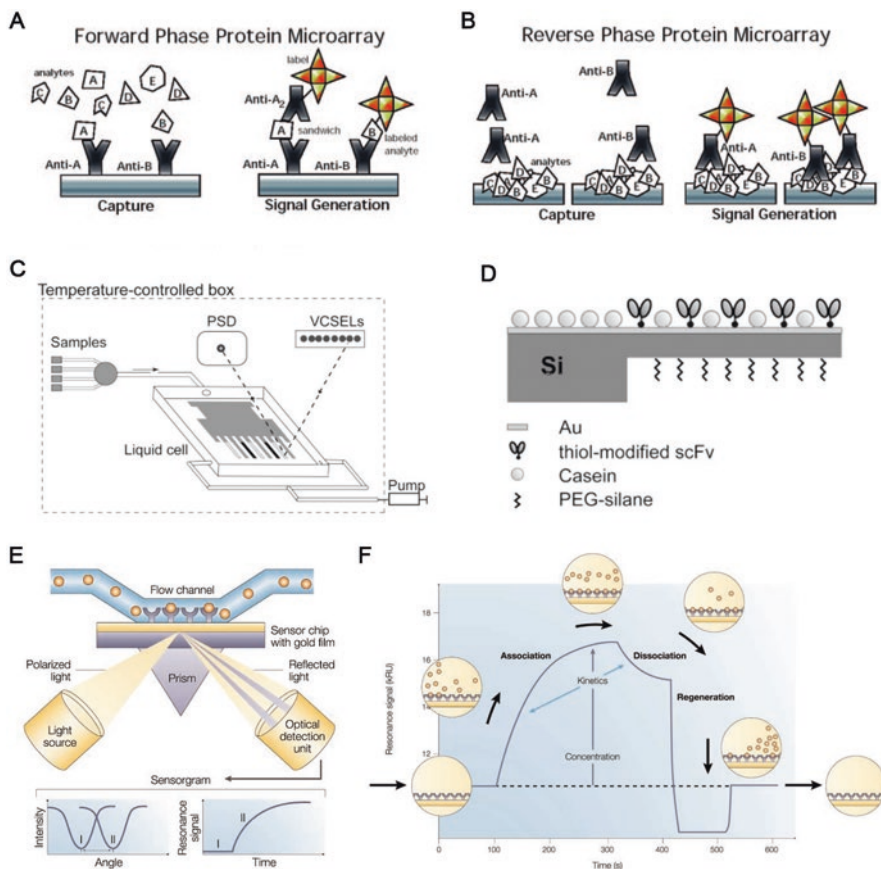 A
Forward Phase Protein Microarray
analytes
C
B
A
D
E
D
A
B
Anti-A
Anti-B
Capture
label
Anti-A2
A
sandwich
B
labeled
analyte
Anti-A
Anti-B
Signal Generation
B
Reverse Phase Protein Microarray
Anti-A
Anti-A
Anti-B
Anti-B
analytes
Capture
Anti-A
Anti-B
Signal Generation
C
Temperature-controlled box
Samples
PSD
VCSELs
Liquid cell
Pump
D
Si
Au
thiol-modified scFv
Casein
PEG-silane
E
Flow channel
Sensor chip
with gold film
Polarized
light
Reflected
light
Prism
Light
source
Optical
detection
unit
Sensorgram
Intensity
I
II
Angle
Resonance
signal
I
II
Time
F
Resonance signal (kRU)
18
16
14
12
Association
Dissociation
Kinetics
Regeneration
Concentration
0
100
200
300
400
500
600
Time (s)